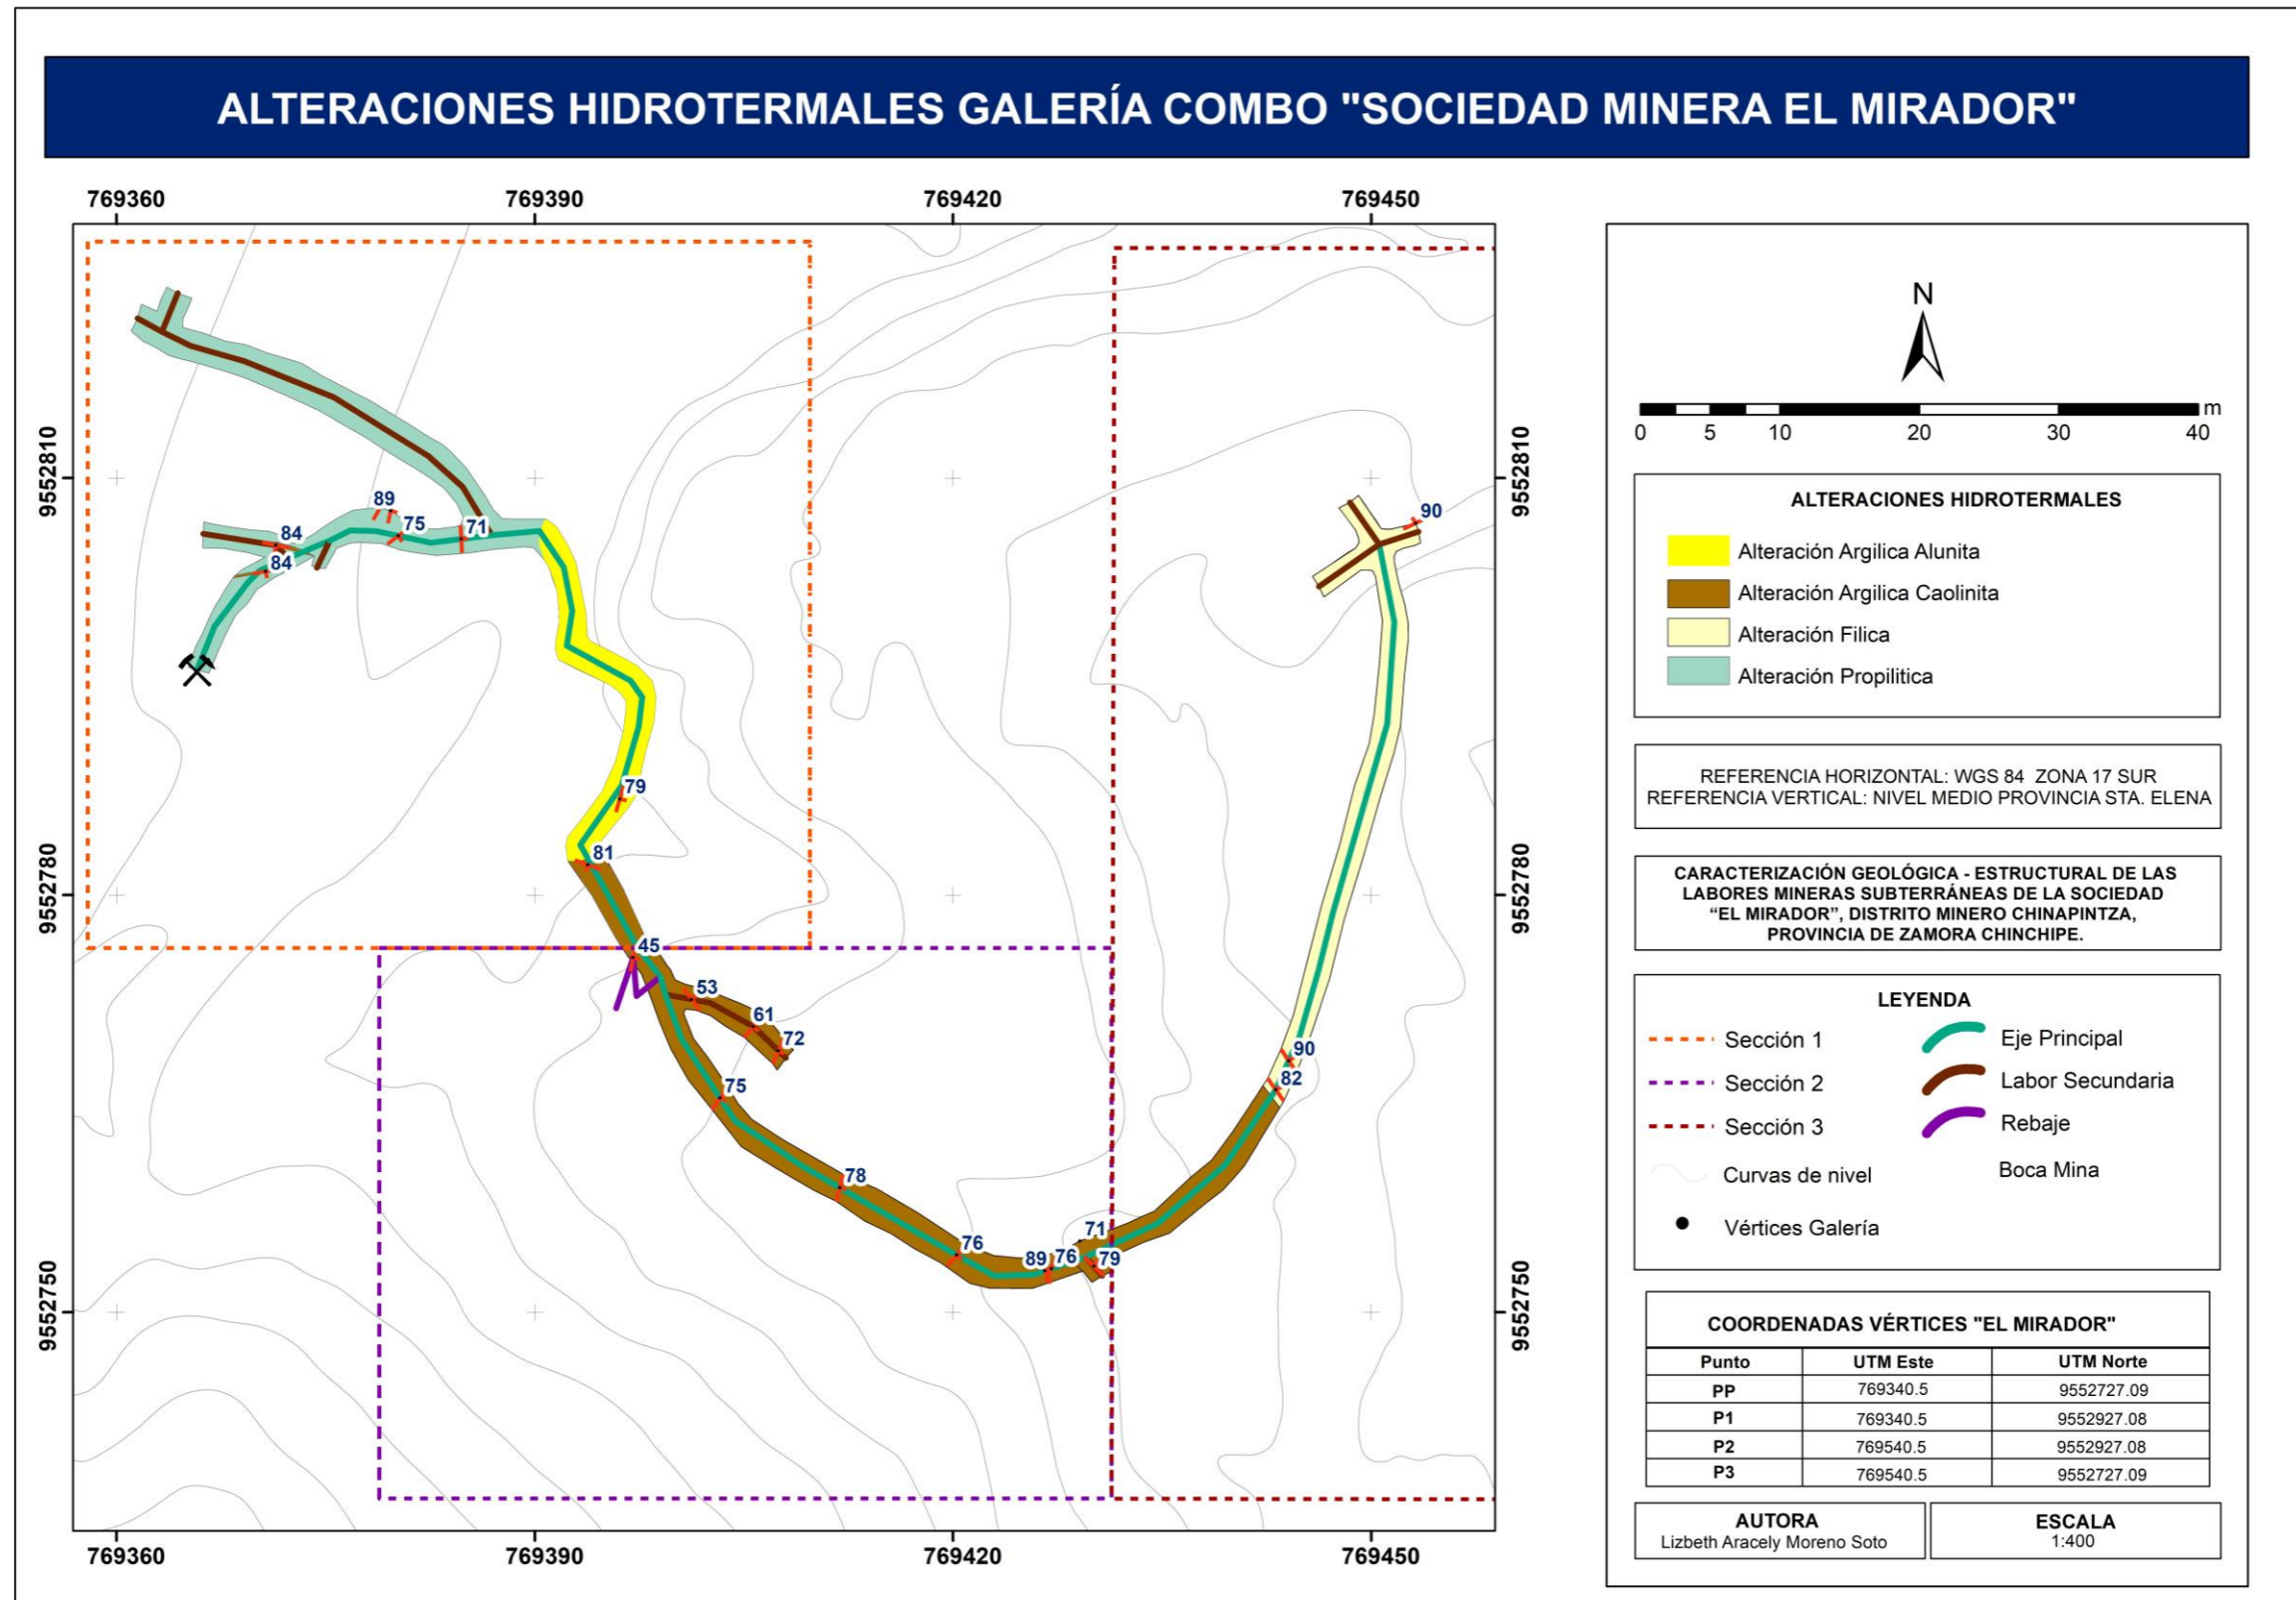 ALTERACIONES HIDROTERMALES GALERÍA COMBO "SOCIEDAD MINERA EL MIRADOR"
769360 769390 769420 769450
9552810
9552780
9552750
89
75
71
84
84
79
81
45
53
61
72
75
78
76
89
76
71
79
82
90
90
9552810
9552780
9552750
769360 769390 769420 769450
N
m
0 5 10 20 30 40
ALTERACIONES HIDROTERMALES
Alteración Argilica Alunita
Alteración Argilica Caolinita
Alteración Filica
Alteración Propilitica
REFERENCIA HORIZONTAL: WGS 84 ZONA 17 SUR
REFERENCIA VERTICAL: NIVEL MEDIO PROVINCIA STA. ELENA
CARACTERIZACIÓN GEOLÓGICA - ESTRUCTURAL DE LAS
LABORES MINERAS SUBTERRÁNEAS DE LA SOCIEDAD
“EL MIRADOR”, DISTRITO MINERO CHINAPINTZA,
PROVINCIA DE ZAMORA CHINCHIPE.
LEYENDA
Sección 1 Eje Principal
Sección 2 Labor Secundaria
Sección 3 Rebaje
Curvas de nivel Boca Mina
Vértices Galería
COORDENADAS VÉRTICES "EL MIRADOR"
Punto UTM Este UTM Norte
PP 769340.5 9552727.09
P1 769340.5 9552927.08
P2 769540.5 9552927.08
P3 769540.5 9552727.09
AUTORA
Lizbeth Aracely Moreno Soto
ESCALA
1:400